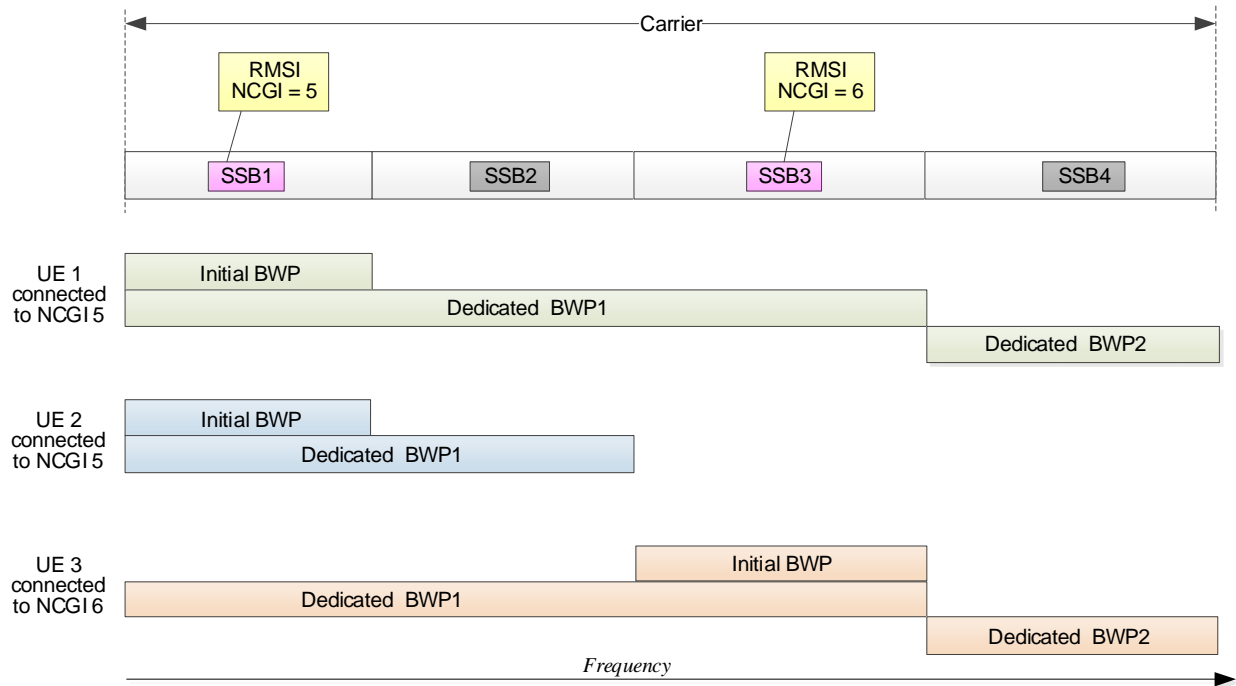 Carrier
RMSI
NCGI = 5
RMSI
NCGI = 6
SSB1
SSB2
SSB3
SSB4
UE 1
connected
to NCGI 5
Initial BWP
Dedicated BWP1
Dedicated BWP2
UE 2
connected
to NCGI 5
Initial BWP
Dedicated BWP1
UE 3
connected
to NCGI 6
Initial BWP
Dedicated BWP1
Dedicated BWP2
Frequency